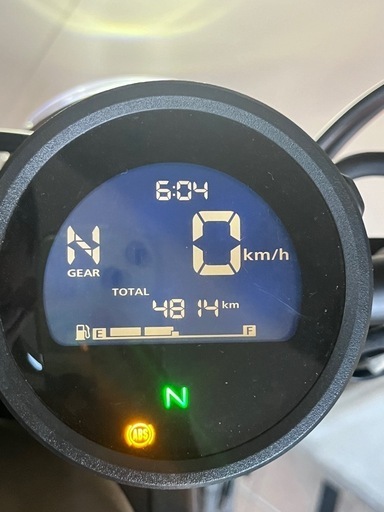 6:04
N 0 km/h
GEAR
TOTAL
4814 km
E F
N
ABS